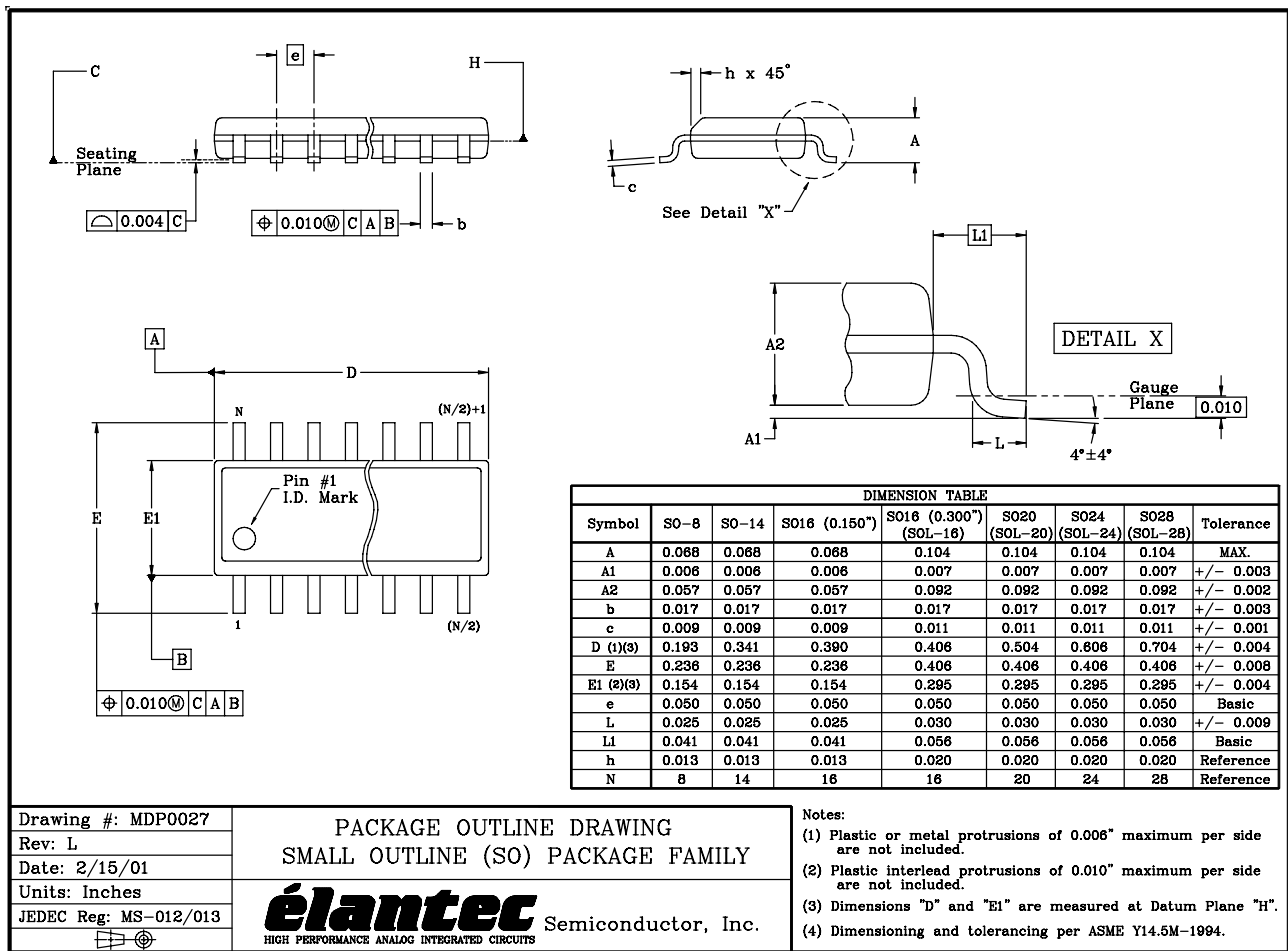 e
C
H
Seating
Plane
0.004 C
0.010Ⓜ C A B
b
h x 45°
A
c
See Detail "X"
L1
A2
DETAIL X
Gauge
Plane
0.010
A1
L
4°±4°
A
D
N
(N/2)+1
Pin #1
I.D. Mark
E
E1
1
(N/2)
B
0.010Ⓜ C A B
DIMENSION TABLE
Symbol SO-8 SO-14 SO16 (0.150") SO16 (0.300") (SOL-16) SO20 (SOL-20) SO24 (SOL-24) SO28 (SOL-28) Tolerance
A 0.068 0.068 0.068 0.104 0.104 0.104 0.104 MAX.
A1 0.006 0.006 0.006 0.007 0.007 0.007 0.007 +/- 0.003
A2 0.057 0.057 0.057 0.092 0.092 0.092 0.092 +/- 0.002
b 0.017 0.017 0.017 0.017 0.017 0.017 0.017 +/- 0.003
c 0.009 0.009 0.009 0.011 0.011 0.011 0.011 +/- 0.001
D (1)(3) 0.193 0.341 0.390 0.406 0.504 0.606 0.704 +/- 0.004
E 0.236 0.236 0.236 0.406 0.406 0.406 0.406 +/- 0.008
E1 (2)(3) 0.154 0.154 0.154 0.295 0.295 0.295 0.295 +/- 0.004
e 0.050 0.050 0.050 0.050 0.050 0.050 0.050 Basic
L 0.025 0.025 0.025 0.030 0.030 0.030 0.030 +/- 0.009
L1 0.041 0.041 0.041 0.056 0.056 0.056 0.056 Basic
h 0.013 0.013 0.013 0.020 0.020 0.020 0.020 Reference
N 8 14 16 16 20 24 28 Reference
Drawing #: MDP0027
Rev: L
Date: 2/15/01
Units: Inches
JEDEC Reg: MS-012/013
PACKAGE OUTLINE DRAWING
SMALL OUTLINE (SO) PACKAGE FAMILY
élantec Semiconductor, Inc.
HIGH PERFORMANCE ANALOG INTEGRATED CIRCUITS
Notes:
(1) Plastic or metal protrusions of 0.006" maximum per side
are not included.
(2) Plastic interlead protrusions of 0.010" maximum per side
are not included.
(3) Dimensions "D" and "E1" are measured at Datum Plane "H".
(4) Dimensioning and tolerancing per ASME Y14.5M-1994.